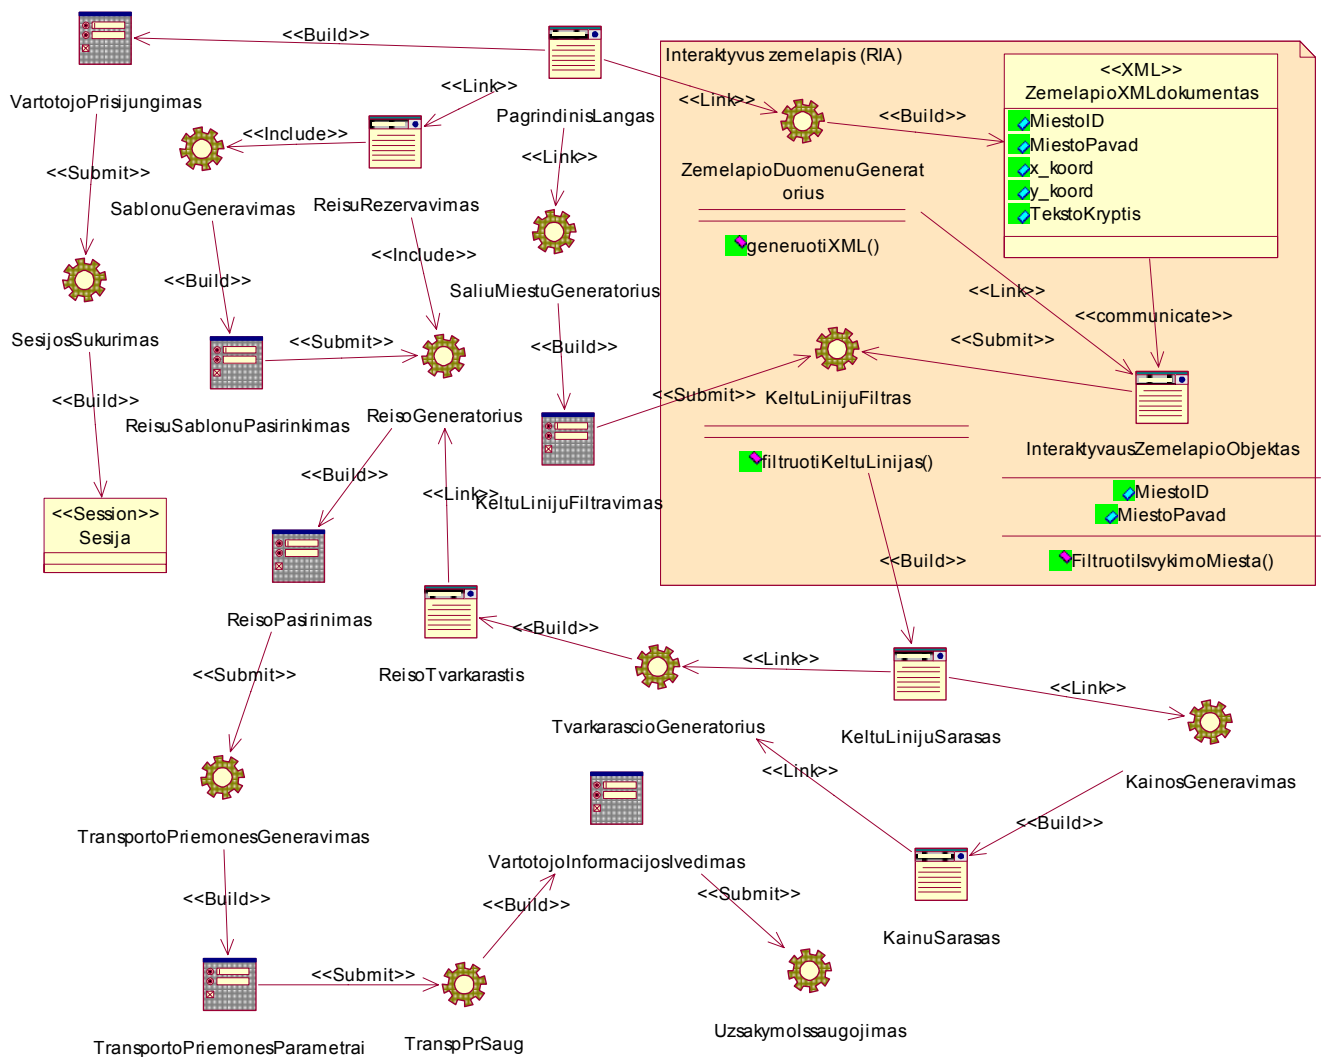 <<Build>>
Interaktyvus zemelapis (RIA)
<<XML>>
ZemelapioXMLdokumentas
MiestoID
MiestoPavad
x_koord
y_koord
TekstoKryptis
VartotojoPrisijungimas
<<Link>>
PagrindinisLangas
<<Link>>
<<Build>>
<<Include>>
<<Link>>
<<Submit>>
SablonuGeneravimas
ReisuRezervavimas
ZemelapioDuomenuGenerat
orius
generuotiXML()
<<Include>>
<<Build>>
SaliuMiestuGeneratorius
<<Link>>
<<communicate>>
SesijosSukurimas
<<Submit>>
<<Build>>
<<Submit>>
<<Build>>
<<Submit>>
KeltuLinijuFiltras
ReisuSablonuPasirinkimas
ReisoGeneratorius
InteraktyvausZemelapioObjektas
filtruotiKeltuLinijas()
<<Build>>
<<Link>>
KeltuLinijuFiltravimas
MiestoID
MiestoPavad
<<Session>>
Sesija
<<Build>>
FiltruotiIsvykimoMiesta()
ReisoPasirinimas
<<Build>>
<<Submit>>
ReisoTvarkarastis
<<Link>>
<<Link>>
TvarkarascioGeneratorius
KeltuLinijuSarasas
<<Link>>
KainosGeneravimas
<<Build>>
TransportoPriemonesGeneravimas
VartotojoInformacijosIvedimas
<<Build>>
<<Build>>
<<Submit>>
KainuSarasas
<<Submit>>
UzsakymoIssaugojimas
TransportoPriemonesParametrai
TranspPrSaug